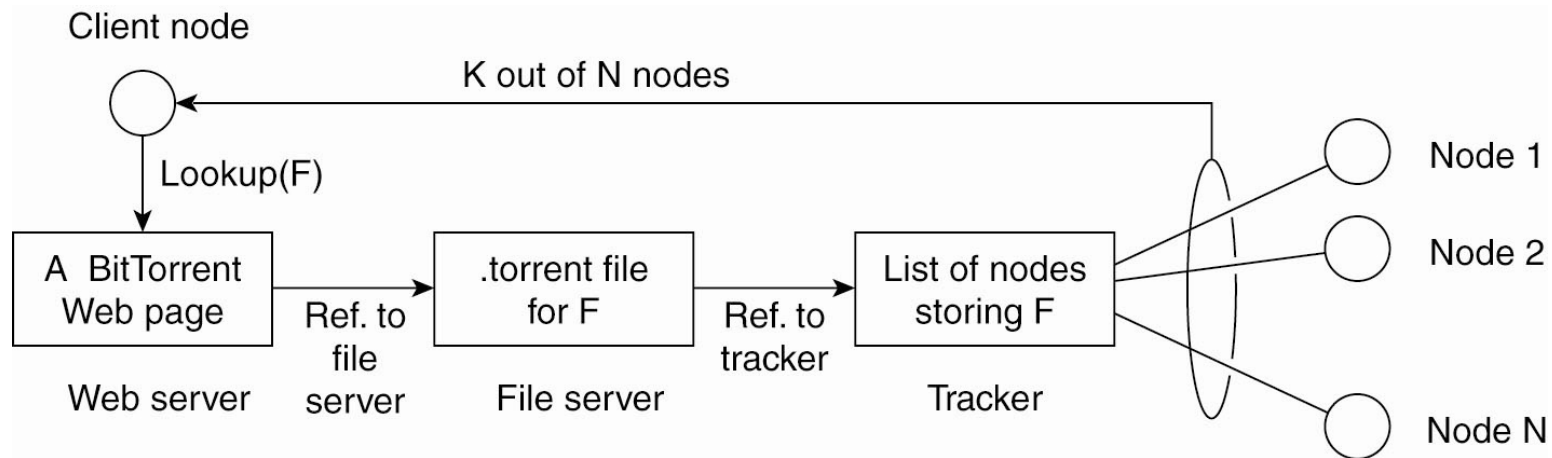 Client node
K out of N nodes
Lookup(F)
Node 1
Node 2
A BitTorrent
Web page
Ref. to
file
server
.torrent file
for F
Ref. to
tracker
List of nodes
storing F
Web server
File server
Tracker
Node N